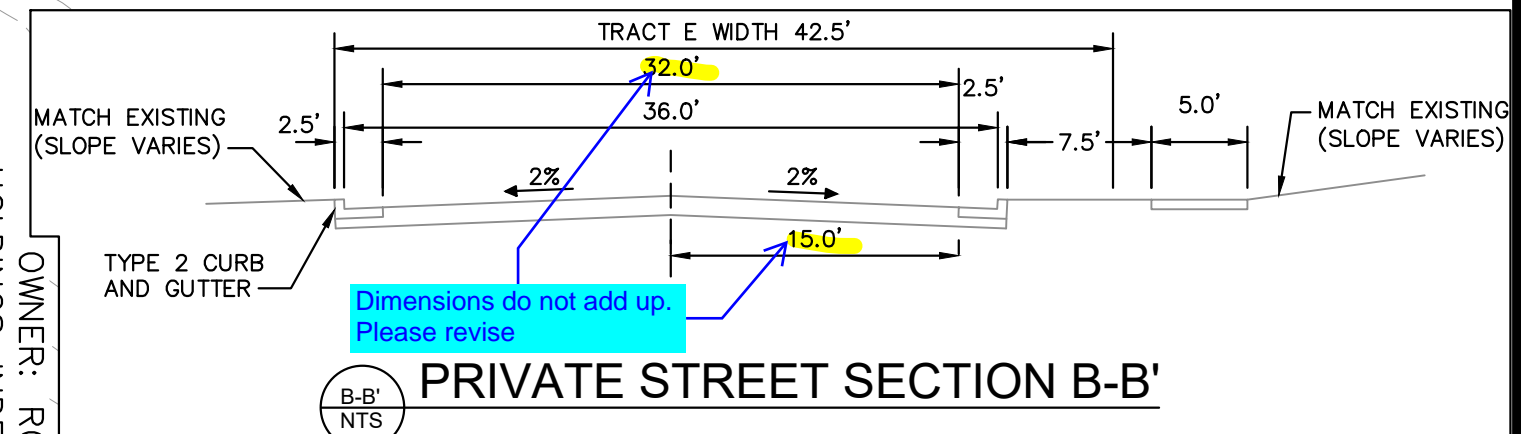 TRACT E WIDTH 42.5'
32.0'
2.5'
36.0'
MATCH EXISTING
(SLOPE VARIES)
2.5'
7.5'
5.0'
MATCH EXISTING
(SLOPE VARIES)
2%
2%
15.0'
TYPE 2 CURB
AND GUTTER
Dimensions do not add up.
Please revise
B-B'
NTS
PRIVATE STREET SECTION B-B'
OWNER: